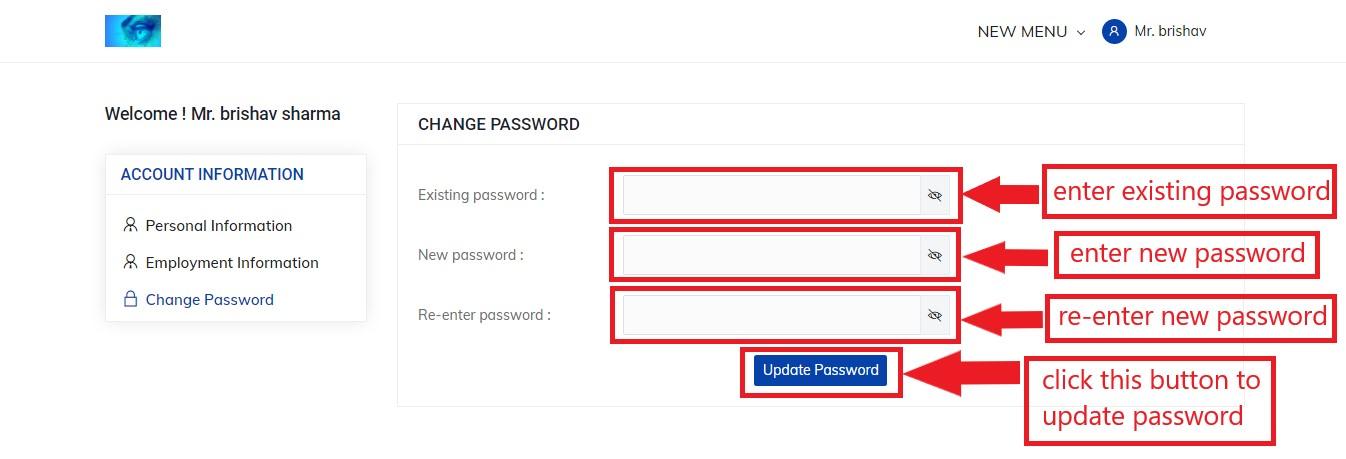 NEW MENU
Mr. brishav
Welcome ! Mr. brishav sharma
ACCOUNT INFORMATION
Personal Information
Employment Information
Change Password
CHANGE PASSWORD
Existing password :
enter existing password
New password :
enter new password
Re-enter password :
re-enter new password
Update Password
click this button to
update password